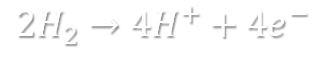 2H₂ → 4H⁺ + 4e⁻